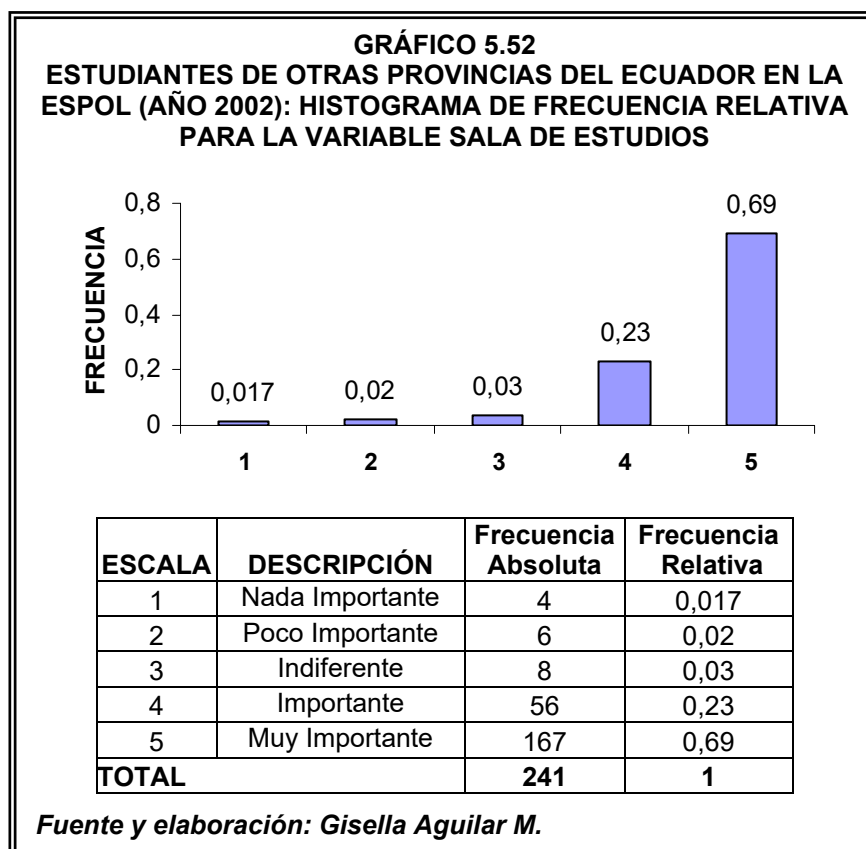 GRÁFICO 5.52
ESTUDIANTES DE OTRAS PROVINCIAS DEL ECUADOR EN LA
ESPOL (AÑO 2002): HISTOGRAMA DE FRECUENCIA RELATIVA
PARA LA VARIABLE SALA DE ESTUDIOS
FRECUENCIA
0,8
0,6
0,4
0,2
0
0,017
0,02
0,03
0,23
0,69
1 2 3 4 5
ESCALA DESCRIPCIÓN Frecuencia Absoluta Frecuencia Relativa
1 Nada Importante 4 0,017
2 Poco Importante 6 0,02
3 Indiferente 8 0,03
4 Importante 56 0,23
5 Muy Importante 167 0,69
TOTAL 241 1
Fuente y elaboración: Gisella Aguilar M.